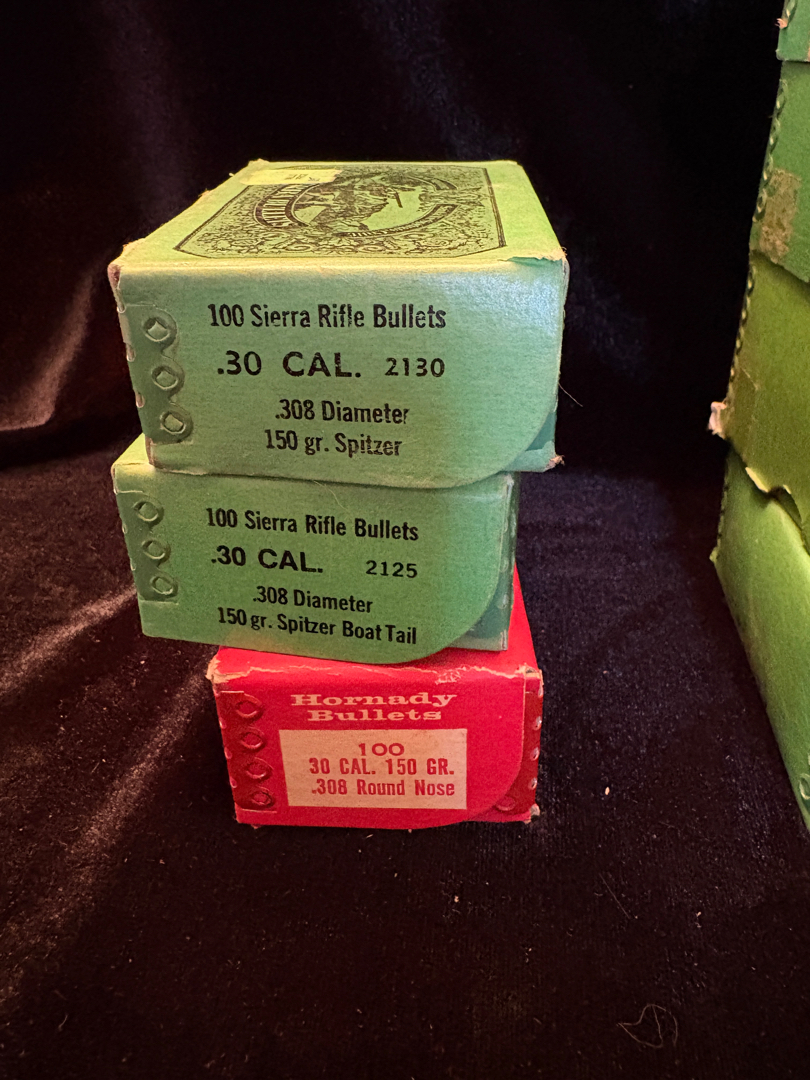 100 Sierra Rifle Bullets
.30 CAL. 2130
.308 Diameter
150 gr. Spitzer
100 Sierra Rifle Bullets
.30 CAL. 2125
.308 Diameter
150 gr. Spitzer Boat Tail
Hornady
Bullets
100
30 CAL. 150 GR.
.308 Round Nose